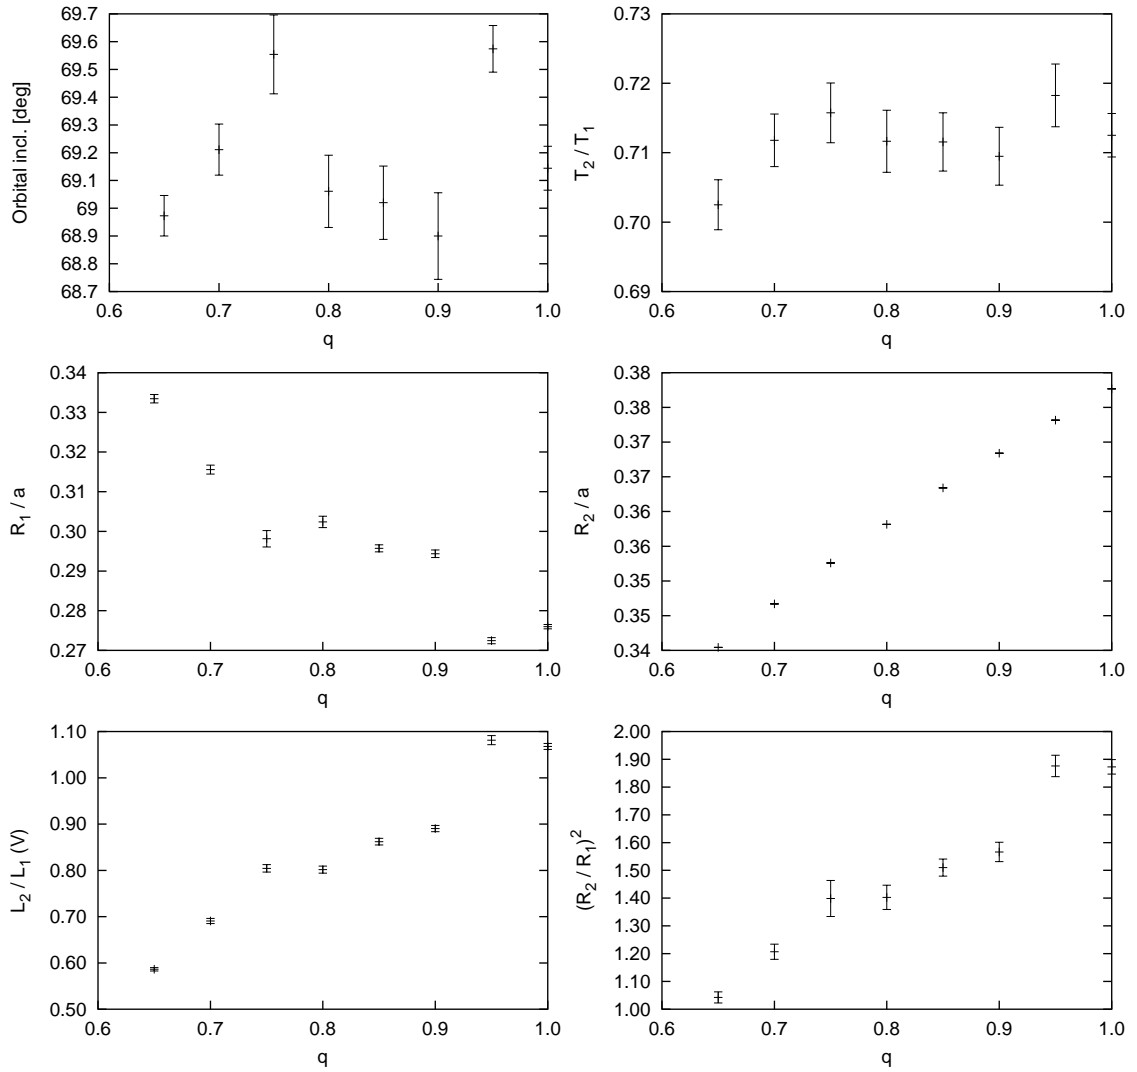 69.7
69.6
69.5
69.4
69.3
69.2
69.1
69
68.9
68.8
68.7
0.6 0.7 0.8 0.9 1.0
q
Orbital incl. [deg]
0.73
0.72
0.71
0.70
0.69
0.6 0.7 0.8 0.9 1.0
q
T2 / T1
0.34
0.33
0.32
0.31
0.30
0.29
0.28
0.27
0.6 0.7 0.8 0.9 1.0
q
R1 / a
0.38
0.38
0.37
0.37
0.36
0.36
0.35
0.35
0.34
0.6 0.7 0.8 0.9 1.0
q
R2 / a
1.10
1.00
0.90
0.80
0.70
0.60
0.50
0.6 0.7 0.8 0.9 1.0
q
L2 / L1 (V)
2.00
1.90
1.80
1.70
1.60
1.50
1.40
1.30
1.20
1.10
1.00
0.6 0.7 0.8 0.9 1.0
q
(R2 / R1)2